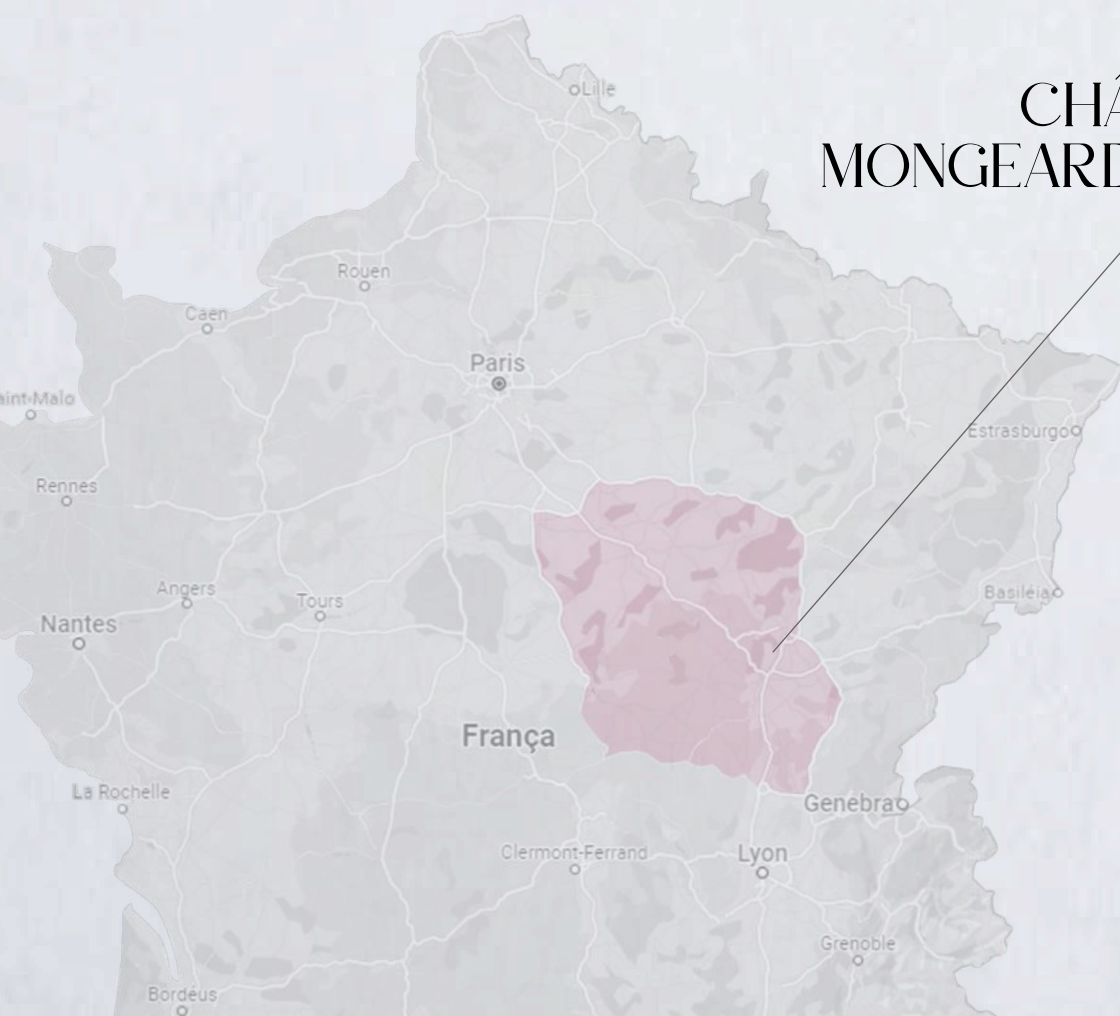 Lille
CHÂ
MONGEARD
Rouen
Caen
Paris
aint-Malo
Estrasburgo
Rennes
Angers
Tours
Basiléia
Nantes
França
La Rochelle
Genebra
Clermont-Ferrand
Lyon
Grenoble
Bordéus